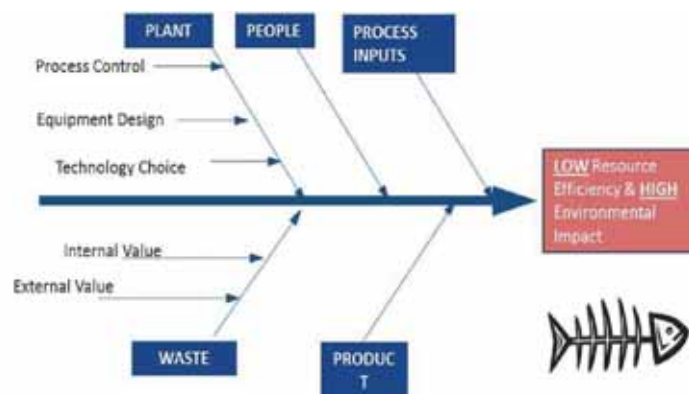 PLANT
PEOPLE
PROCESS
INPUTS
Process Control
Equipment Design
Technology Choice
LOW Resource
Efficiency & HIGH
Environmental
Impact
Internal Value
External Value
WASTE
PRODUC
T